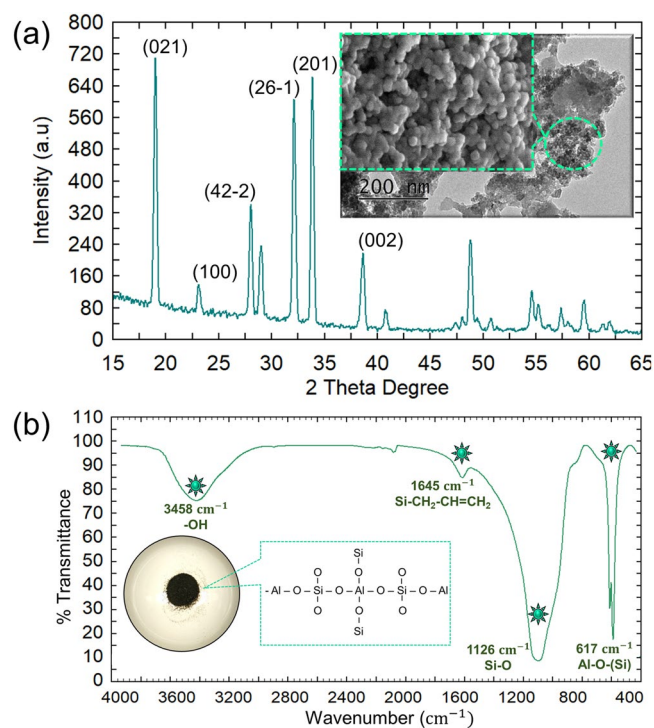 (a)
800
720
640
560
480
400
320
240
160
80
0
Intensity (a.u)
(021)
(100)
(42-2)
(26-1)
(201)
(002)
200 nm
15 20 25 30 35 40 45 50 55 60 65
2 Theta Degree
(b)
110
100
90
80
70
60
50
40
30
20
10
0
% Transmittance
3458 cm⁻¹
-OH
1645 cm⁻¹
Si-CH₂-CH=CH₂
1126 cm⁻¹
Si-O
617 cm⁻¹
Al-O-(Si)
Si
O O O
- Al — O — Si — O — Al — O — Si — O — Al
O O O
Si
4000 3600 3200 2800 2400 2000 1600 1200 800 400
Wavenumber (cm⁻¹)